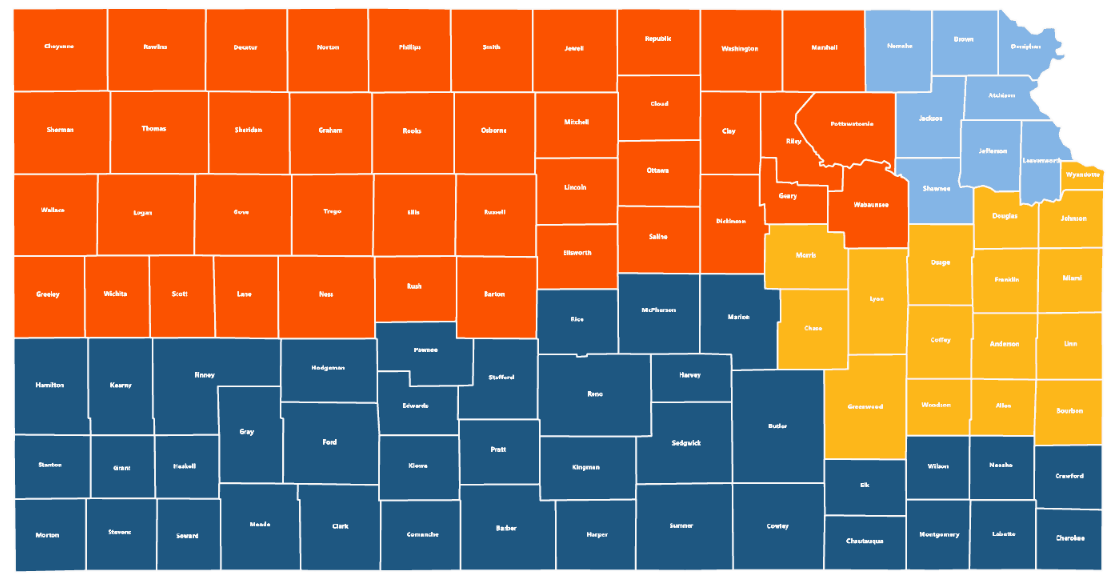 Cheyenne
Rawlins
Decatur
Norton
Phillips
Smith
Jewell
Republic
Washington
Marshall
Nemaha
Brown
Doniphan
Sherman
Thomas
Sheridan
Graham
Rooks
Osborne
Mitchell
Cloud
Clay
Riley
Pottawatomie
Jackson
Atchison
Jefferson
Leavenworth
Wyandotte
Wallace
Logan
Gove
Trego
Ellis
Russell
Lincoln
Ottawa
Saline
Dickinson
Geary
Wabaunsee
Shawnee
Douglas
Johnson
Greeley
Wichita
Scott
Lane
Ness
Rush
Barton
Ellsworth
Rice
McPherson
Marion
Morris
Chase
Lyon
Osage
Franklin
Miami
Coffey
Anderson
Linn
Hamilton
Kearny
Finney
Hodgeman
Pawnee
Stafford
Edwards
Reno
Harvey
Butler
Greenwood
Woodson
Allen
Bourbon
Gray
Ford
Kiowa
Pratt
Kingman
Sedgwick
Stanton
Grant
Haskell
Elk
Wilson
Neosho
Crawford
Morton
Stevens
Seward
Meade
Clark
Comanche
Barber
Harper
Sumner
Cowley
Chautauqua
Montgomery
Labette
Cherokee